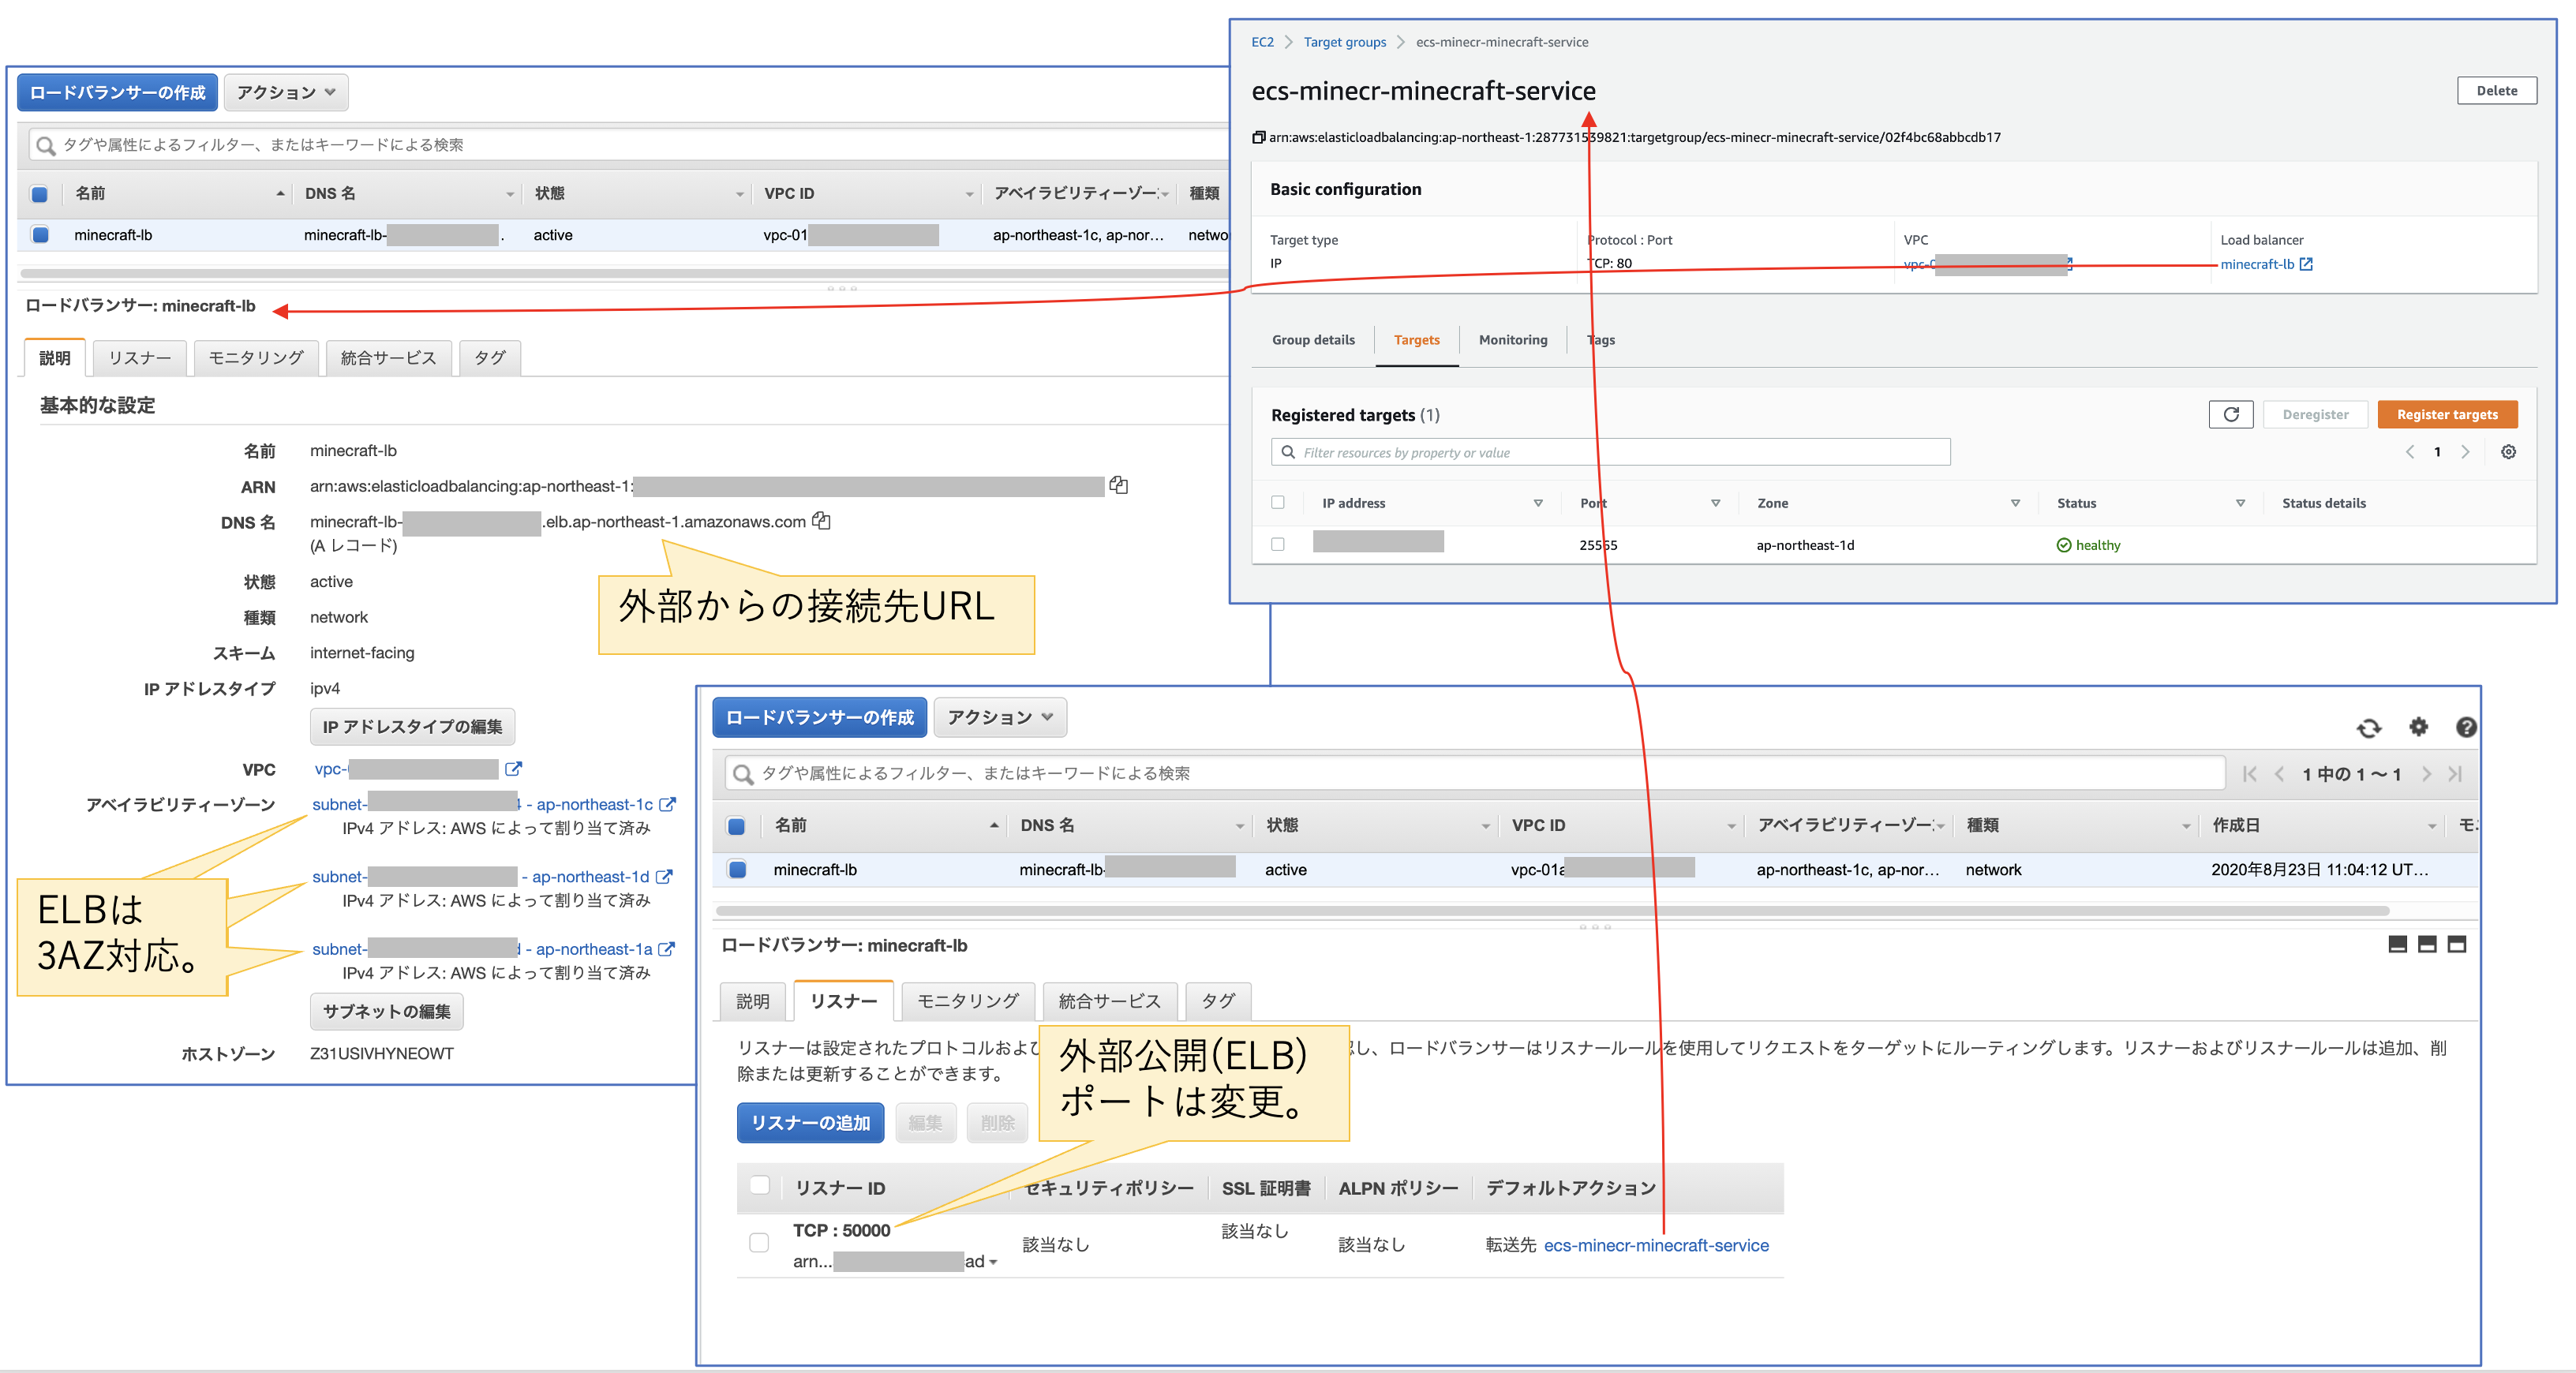 ロードバランサーの作成 アクション
タグや属性によるフィルター、またはキーワードによる検索
名前 DNS 名 状態 VPC ID アベイラビリティーゾー 種類
minecraft-lb minecraft-lb- . active vpc-01 ap-northeast-1c, ap-nor... netwo
ロードバランサー: minecraft-lb
説明 リスナー モニタリング 統合サービス タグ
基本的な設定
名前 minecraft-lb
ARN arn:aws:elasticloadbalancing:ap-northeast-1:
DNS 名 minecraft-lb- .elb.ap-northeast-1.amazonaws.com
(A レコード)
外部からの接続先URL
状態 active
種類 network
スキーム internet-facing
IP アドレスタイプ ipv4
IP アドレスタイプの編集
VPC vpc-
アベイラビリティーゾーン subnet- - ap-northeast-1c
IPv4 アドレス: AWS によって割り当て済み
subnet- - ap-northeast-1d
IPv4 アドレス: AWS によって割り当て済み
subnet- - ap-northeast-1a
IPv4 アドレス: AWS によって割り当て済み
ELBは
3AZ対応。
サブネットの編集
ホストゾーン Z31USIVHYNEOWT
EC2 Target groups ecs-minecr-minecraft-service
ecs-minecr-minecraft-service
Delete
arn:aws:elasticloadbalancing:ap-northeast-1:287731539821:targetgroup/ecs-minecr-minecraft-service/02f4bc68abbcdb17
Basic configuration
Target type Protocol : Port VPC Load balancer
IP TCP: 80 vpc-0 minecraft-lb
Group details Targets Monitoring Tags
Registered targets (1) Deregister Register targets
Filter resources by property or value 1
IP address Port Zone Status Status details
25565 ap-northeast-1d healthy
ロードバランサーの作成 アクション
タグや属性によるフィルター、またはキーワードによる検索 1 中の 1 ～ 1
名前 DNS 名 状態 VPC ID アベイラビリティーゾー 種類 作成日
minecraft-lb minecraft-lb- active vpc-01a ap-northeast-1c, ap-nor... network 2020年8月23日 11:04:12 UT...
ロードバランサー: minecraft-lb
説明 リスナー モニタリング 統合サービス タグ
リスナーは設定されたプロトコルおよび し、ロードバランサーはリスナールールを使用してリクエストをターゲットにルーティングします。リスナーおよびリスナールールは追加、削
除または更新することができます。
外部公開(ELB)
ポートは変更。
リスナーの追加 編集 削除
リスナー ID セキュリティポリシー SSL 証明書 ALPN ポリシー デフォルトアクション
TCP : 50000 該当なし 該当なし 該当なし 転送先 ecs-minecr-minecraft-service
arn... ad